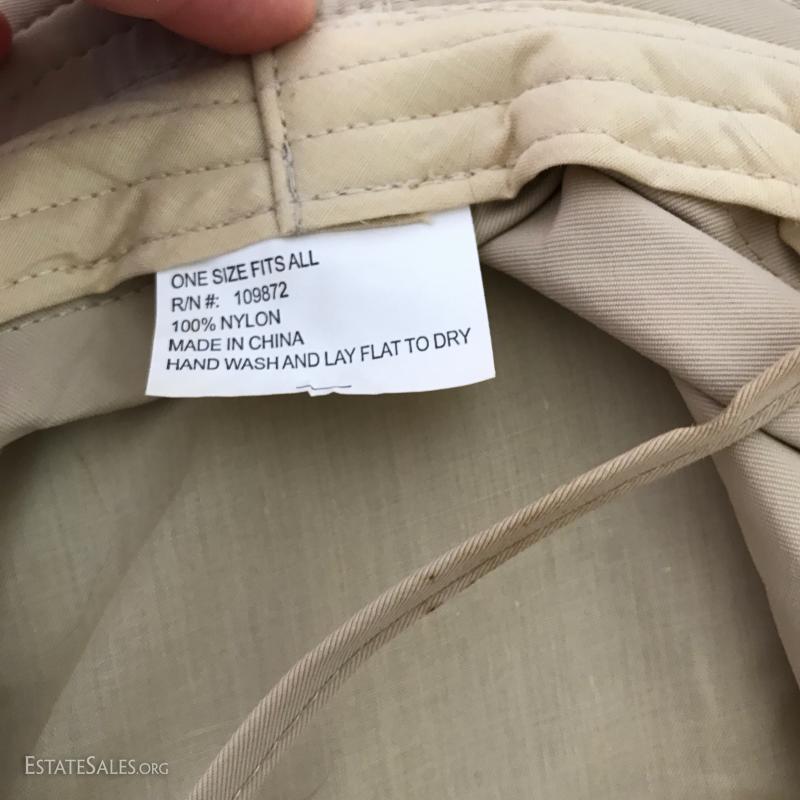 ONE SIZE FITS ALL
R/N #: 109872
100% NYLON
MADE IN CHINA
HAND WASH AND LAY FLAT TO DRY
ESTATESALES.ORG